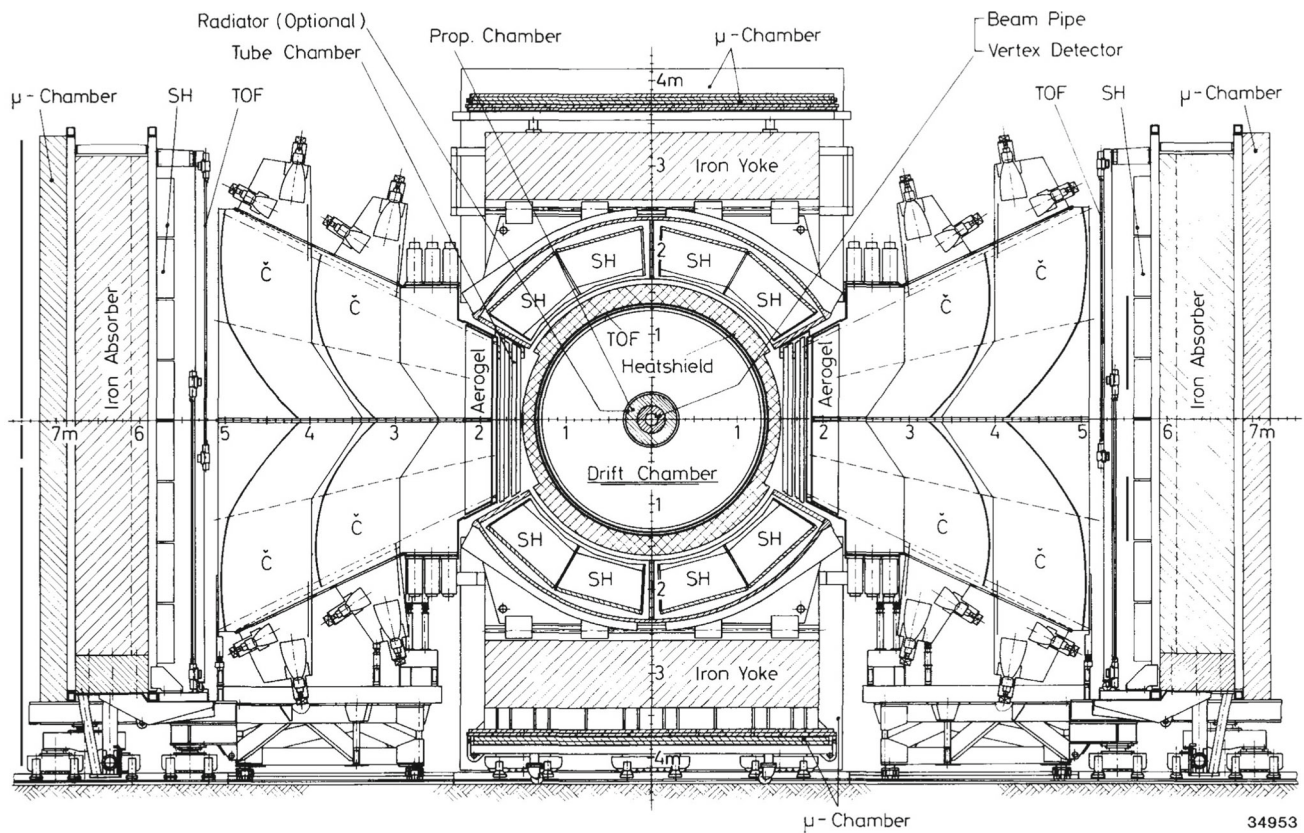 Radiator (Optional)
Tube Chamber
Prop. Chamber
μ-Chamber
Beam Pipe
Vertex Detector
μ-Chamber
SH
TOF
4m
TOF
SH
μ-Chamber
3
Iron Yoke
2
SH
SH
SH
SH
Č
Č
Č
Č
Iron Absorber
Aerogel
TOF
1
Heatshield
Aerogel
Iron Absorber
7m
6
5
4
3
2
1
1
2
3
4
5
6
7m
Drift Chamber
1
Č
Č
Č
Č
SH
SH
SH
SH
2
3
Iron Yoke
4m
μ-Chamber
34953